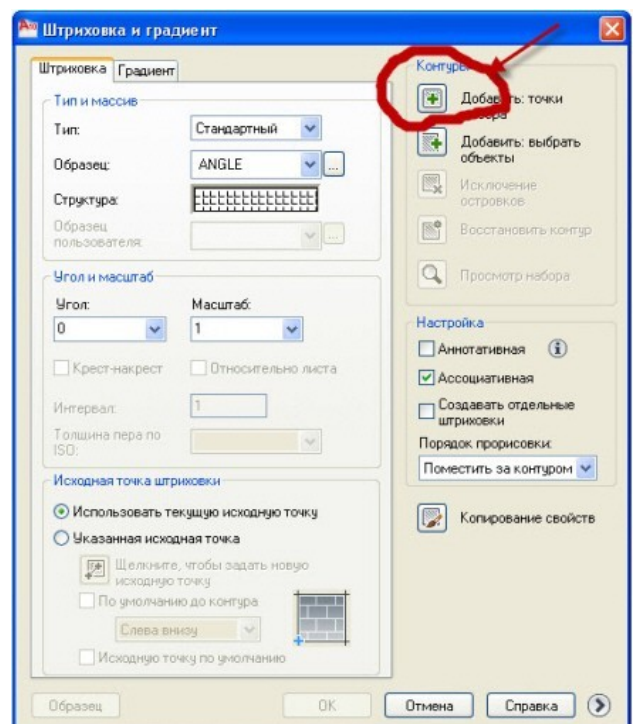 Штриховка и градиент
Штриховка Градиент
Тип и массив
Тип: Стандартный
Образец: ANGLE ...
Структура:
Образец
пользователя: ...
Угол и масштаб
Угол: Масштаб:
0 1
Крест-накрест Относительно листа
Интервал: 1
Толщина пера по
ISO:
Исходная точка штриховки
Использовать текущую исходную точку
Указанная исходная точка
Щелкните, чтобы задать новую
исходную точку
По умолчанию до контура
Слева внизу
Исходную точку по умолчанию
Контуры
Добавить: точки
выбора
Добавить: выбрать
объекты
Исключение
островков
Восстановить контур
Просмотр набора
Настройка
Аннотативная
Ассоциативная
Создавать отдельные
штриховки
Порядок прорисовки:
Поместить за контуром
Копирование свойств
Образец ОК Отмена Справка